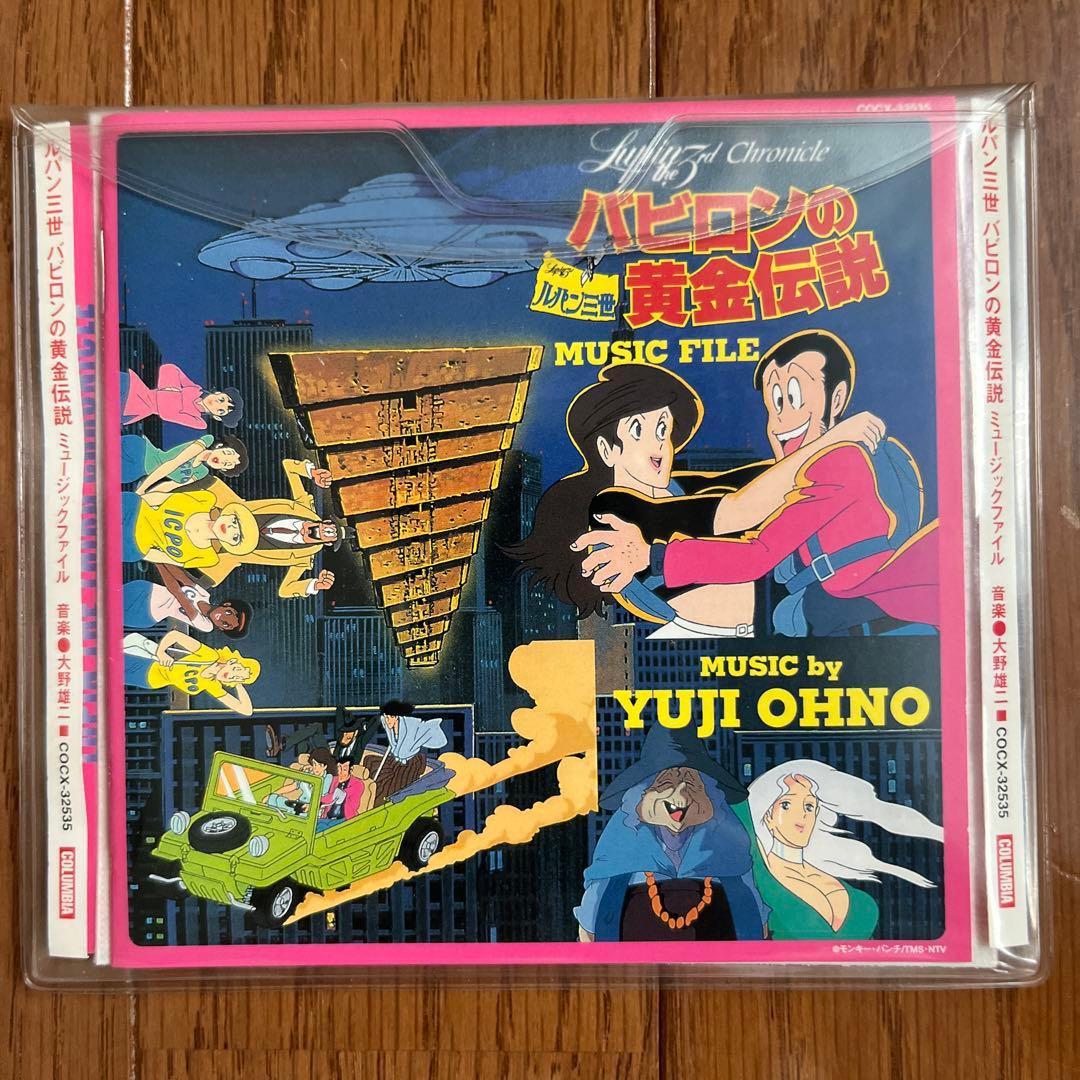 COCX-32535
Lupin the 3rd Chronicle
バビロンの
黄金伝説
Lupin the 3rd
ルパン三世
MUSIC FILE
ICPO
ICPO
ICPO
MUSIC by
YUJI OHNO
©モンキー・パンチ/TMS・NTV
ルパン三世 バビロンの黄金伝説 ミュージックファイル 音楽●大野雄二■COCX-32535 COLUMBIA
ルパン三世 バビロンの黄金伝説 ミュージックファイル 音楽●大野雄二■COCX-32535 COLUMBIA